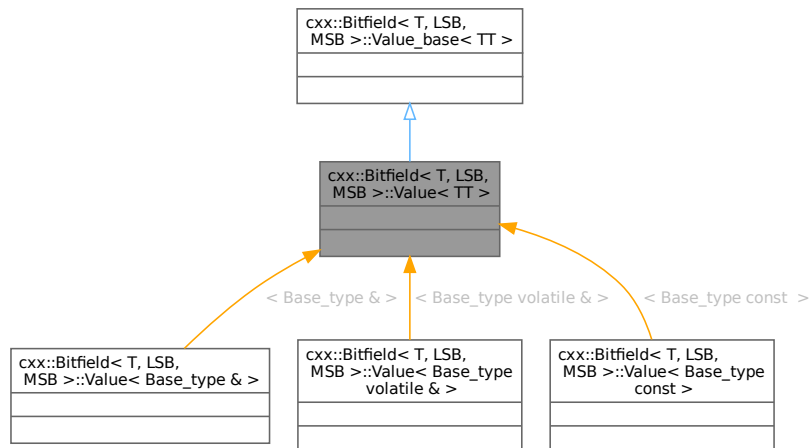 cxx::Bitfield< T, LSB,
MSB >::Value_base< TT >
cxx::Bitfield< T, LSB,
MSB >::Value< TT >
< Base_type & >
< Base_type volatile & >
< Base_type const  >
cxx::Bitfield< T, LSB,
MSB >::Value< Base_type & >
cxx::Bitfield< T, LSB,
MSB >::Value< Base_type
volatile & >
cxx::Bitfield< T, LSB,
MSB >::Value< Base_type
const >